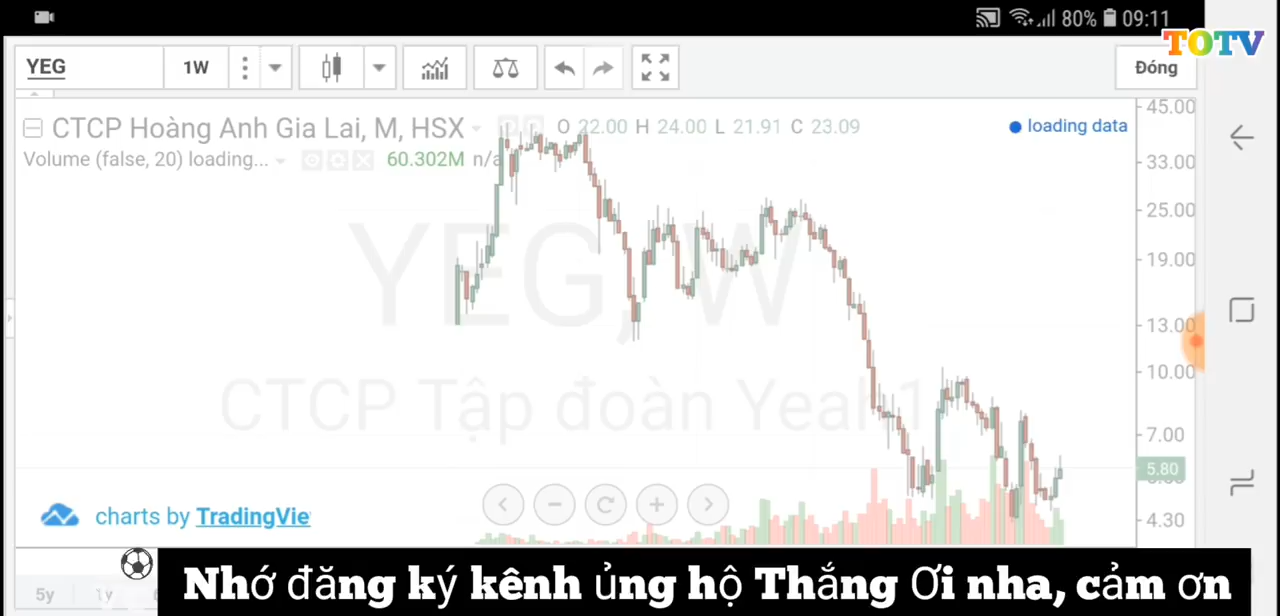 80% 09:11
TOTV
YEG 1W Đóng
CTCP Hoàng Anh Gia Lai, M, HSX O 22.00 H 24.00 L 21.91 C 23.09 loading data
Volume (false, 20) loading... 60.302M n/a
45.00
33.00
25.00
19.00
13.00
10.00
7.00
5.80
4.30
YEG, W
CTCP Tập đoàn Yeah1
charts by TradingVie
5y 1y
Nhớ đăng ký kênh ủng hộ Thắng Ơi nha, cảm ơn